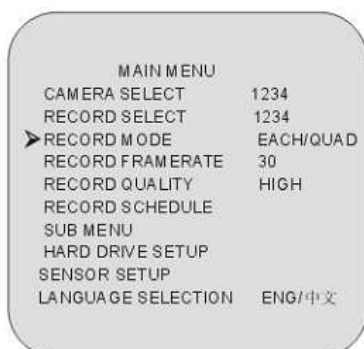 MAIN MENU
CAMERA SELECT 1234
RECORD SELECT 1234
RECORD MODE EACH/QUAD
RECORD FRAMERATE 30
RECORD QUALITY HIGH
RECORD SCHEDULE
SUB MENU
HARD DRIVE SETUP
SENSOR SETUP
LANGUAGE SELECTION ENG/中文